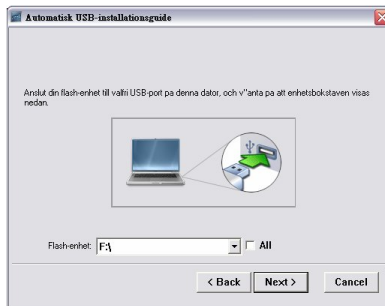 Automatisk USB-installationsguide
Anslut din flash-enhet till valfri USB-port pa denna dator, och v"anta pa att enhetsbokstaven visas
nedan.
Flash-enhet: F:\ All
< Back Next > Cancel